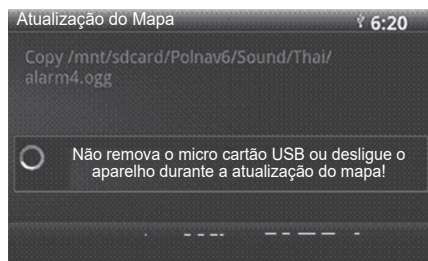 Atualização do Mapa 6:20
Copy /mnt/sdcard/Polnav6/Sound/Thai/
alarm4.ogg
Não remova o micro cartão USB ou desligue o
aparelho durante a atualização do mapa!